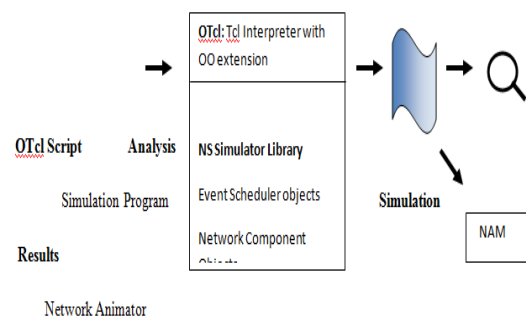 OTcl: Tcl Interpreter with
OO extension
OTcl Script Analysis
NS Simulator Library
Simulation Program
Event Scheduler objects
Simulation
Network Component
Results
NAM
Network Animator